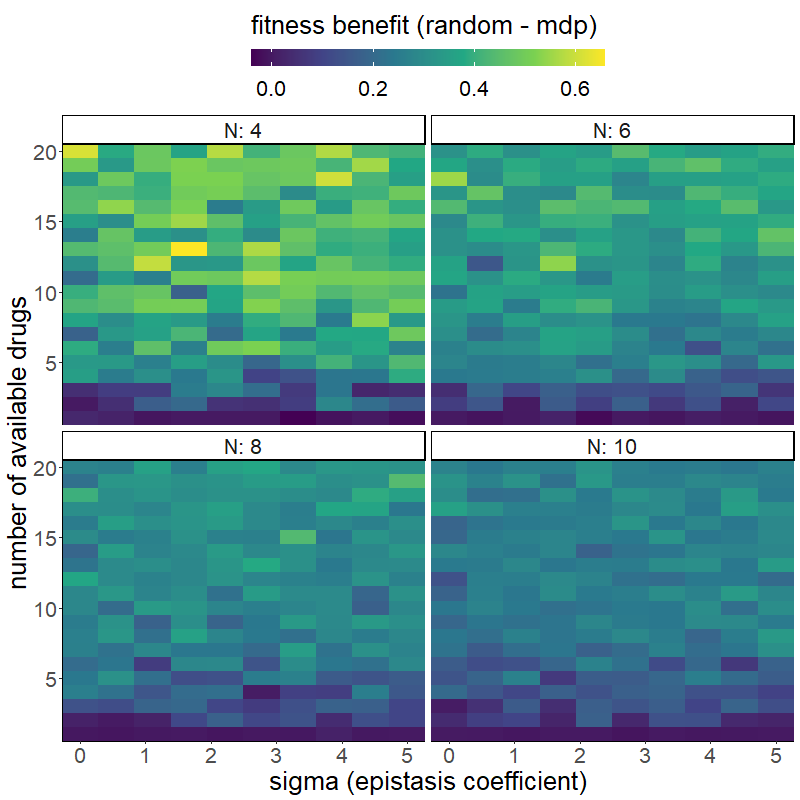 fitness benefit (random - mdp)
0.0 0.2 0.4 0.6
N: 4 N: 6
20
15
10
5
N: 8 N: 10
20
15
10
5
0 1 2 3 4 5 0 1 2 3 4 5
number of available drugs
sigma (epistasis coefficient)